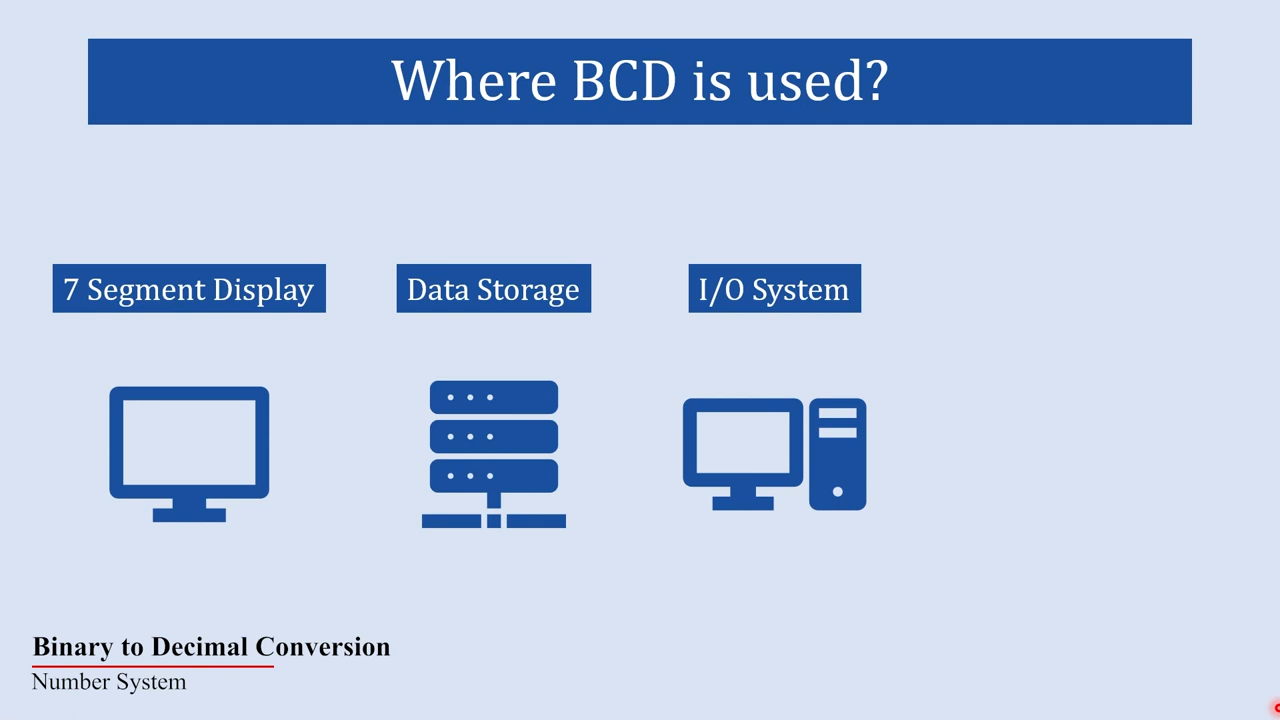 Where BCD is used?
7 Segment Display
Data Storage
I/O System
Binary to Decimal Conversion
Number System